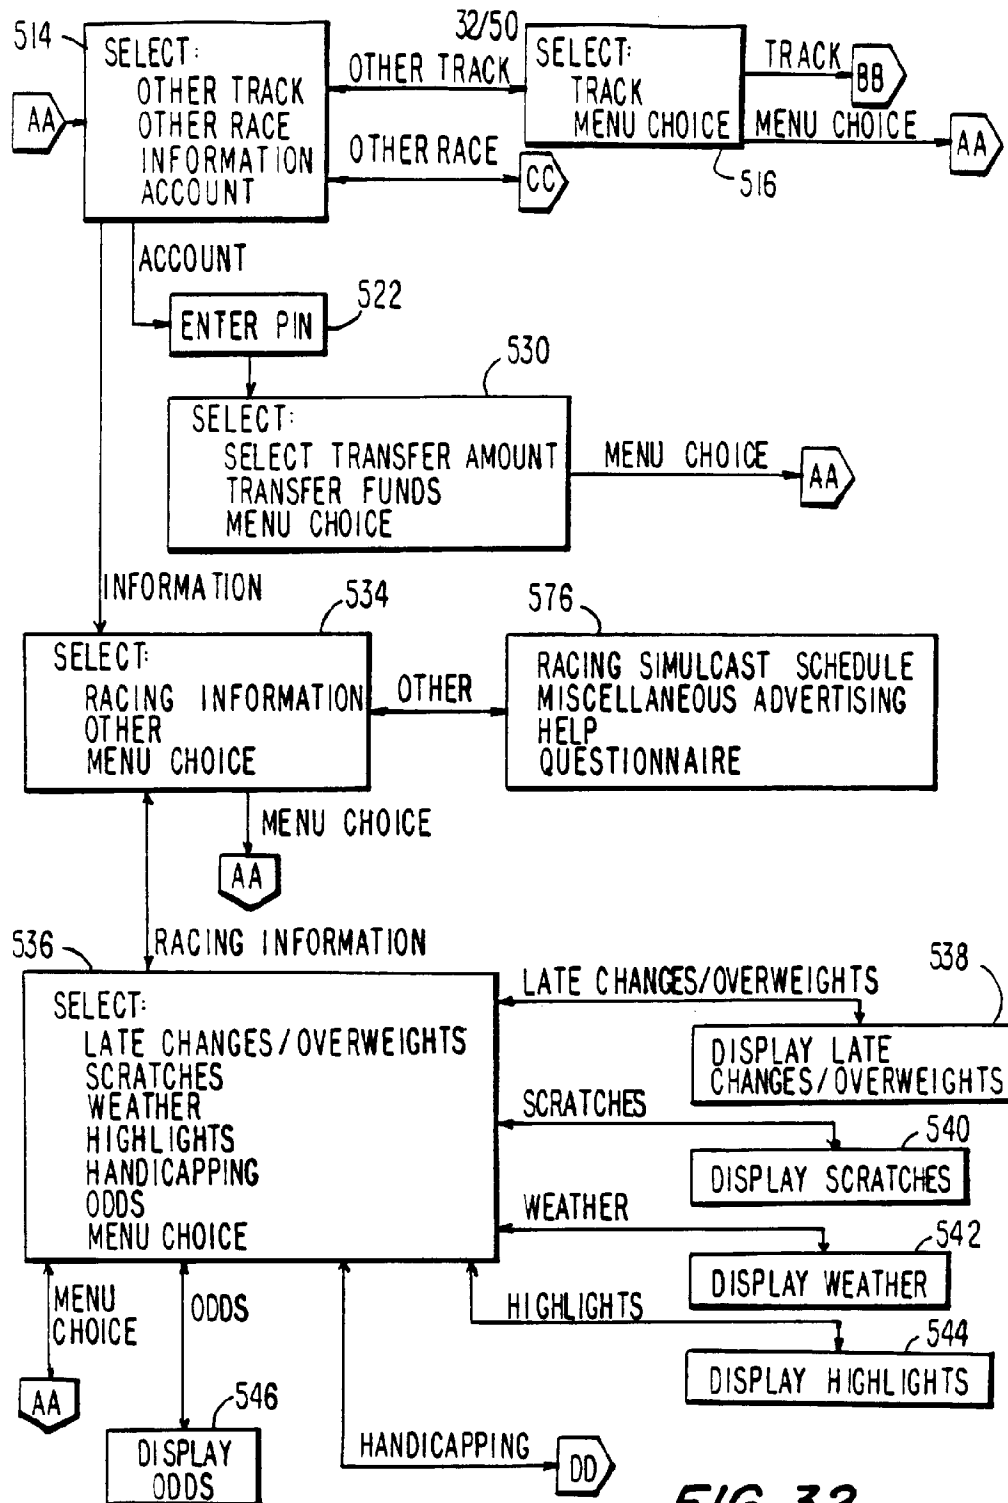 514
32/50
SELECT:
OTHER TRACK
OTHER RACE
INFORMATION
ACCOUNT
AA
OTHER TRACK
SELECT:
TRACK
MENU CHOICE
TRACK
BB
MENU CHOICE
AA
OTHER RACE
CC
516
ACCOUNT
ENTER PIN
522
530
SELECT:
SELECT TRANSFER AMOUNT
TRANSFER FUNDS
MENU CHOICE
MENU CHOICE
AA
INFORMATION
534
576
SELECT:
RACING INFORMATION
OTHER
MENU CHOICE
OTHER
RACING SIMULCAST SCHEDULE
MISCELLANEOUS ADVERTISING
HELP
QUESTIONNAIRE
MENU CHOICE
AA
536
RACING INFORMATION
SELECT:
LATE CHANGES/OVERWEIGHTS
SCRATCHES
WEATHER
HIGHLIGHTS
HANDICAPPING
ODDS
MENU CHOICE
LATE CHANGES/OVERWEIGHTS
538
DISPLAY LATE
CHANGES/OVERWEIGHTS
SCRATCHES
540
DISPLAY SCRATCHES
WEATHER
542
DISPLAY WEATHER
HIGHLIGHTS
544
DISPLAY HIGHLIGHTS
MENU
CHOICE
AA
ODDS
546
DISPLAY
ODDS
HANDICAPPING
DD
FIG. 32